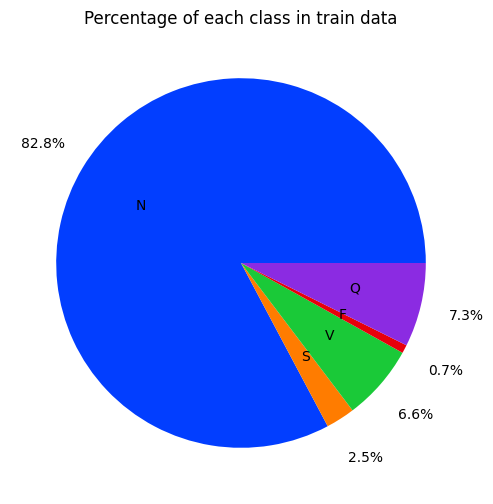 Percentage of each class in train data
82.8%
N
Q
F
7.3%
V
S
0.7%
6.6%
2.5%